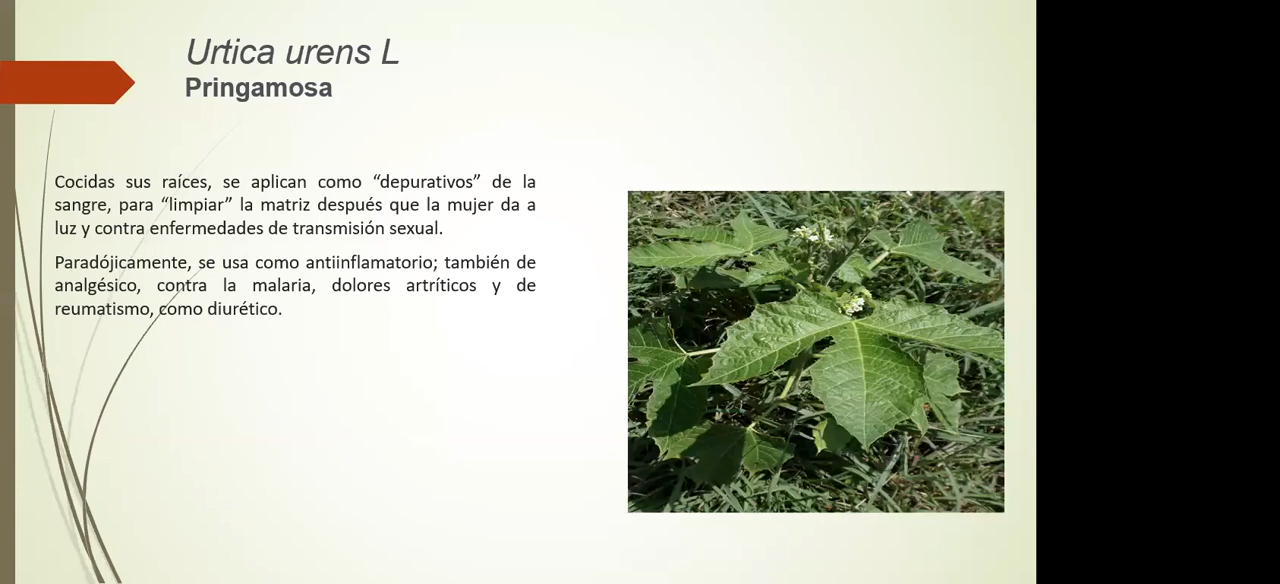 Urtica urens L
Pringamosa
Cocidas sus raíces, se aplican como “depurativos” de la
sangre, para “limpiar” la matriz después que la mujer da a
luz y contra enfermedades de transmisión sexual.
Paradójicamente, se usa como antiinflamatorio; también de
analgésico, contra la malaria, dolores artríticos y de
reumatismo, como diurético.